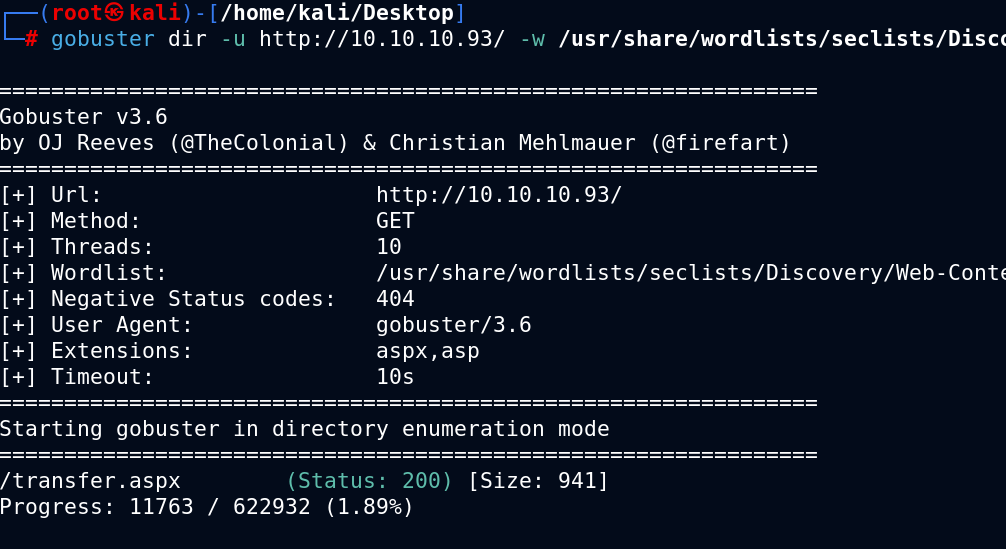 ┌──(root㉿kali)-[/home/kali/Desktop]
└─# gobuster dir -u http://10.10.10.93/ -w /usr/share/wordlists/seclists/Disco
===============================================================
Gobuster v3.6
by OJ Reeves (@TheColonial) & Christian Mehlmauer (@firefart)
===============================================================
[+] Url:                     http://10.10.10.93/
[+] Method:                  GET
[+] Threads:                 10
[+] Wordlist:                /usr/share/wordlists/seclists/Discovery/Web-Conte
[+] Negative Status codes:   404
[+] User Agent:              gobuster/3.6
[+] Extensions:              aspx,asp
[+] Timeout:                 10s
===============================================================
Starting gobuster in directory enumeration mode
===============================================================
/transfer.aspx        (Status: 200) [Size: 941]
Progress: 11763 / 622932 (1.89%)